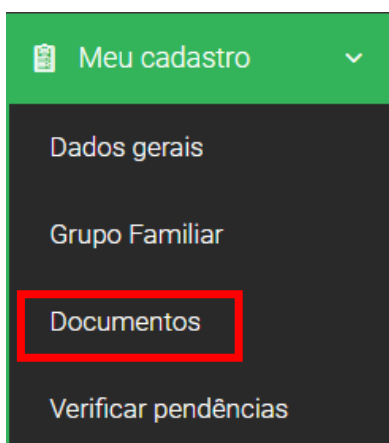 Meu cadastro
Dados gerais
Grupo Familiar
Documentos
Verificar pendências